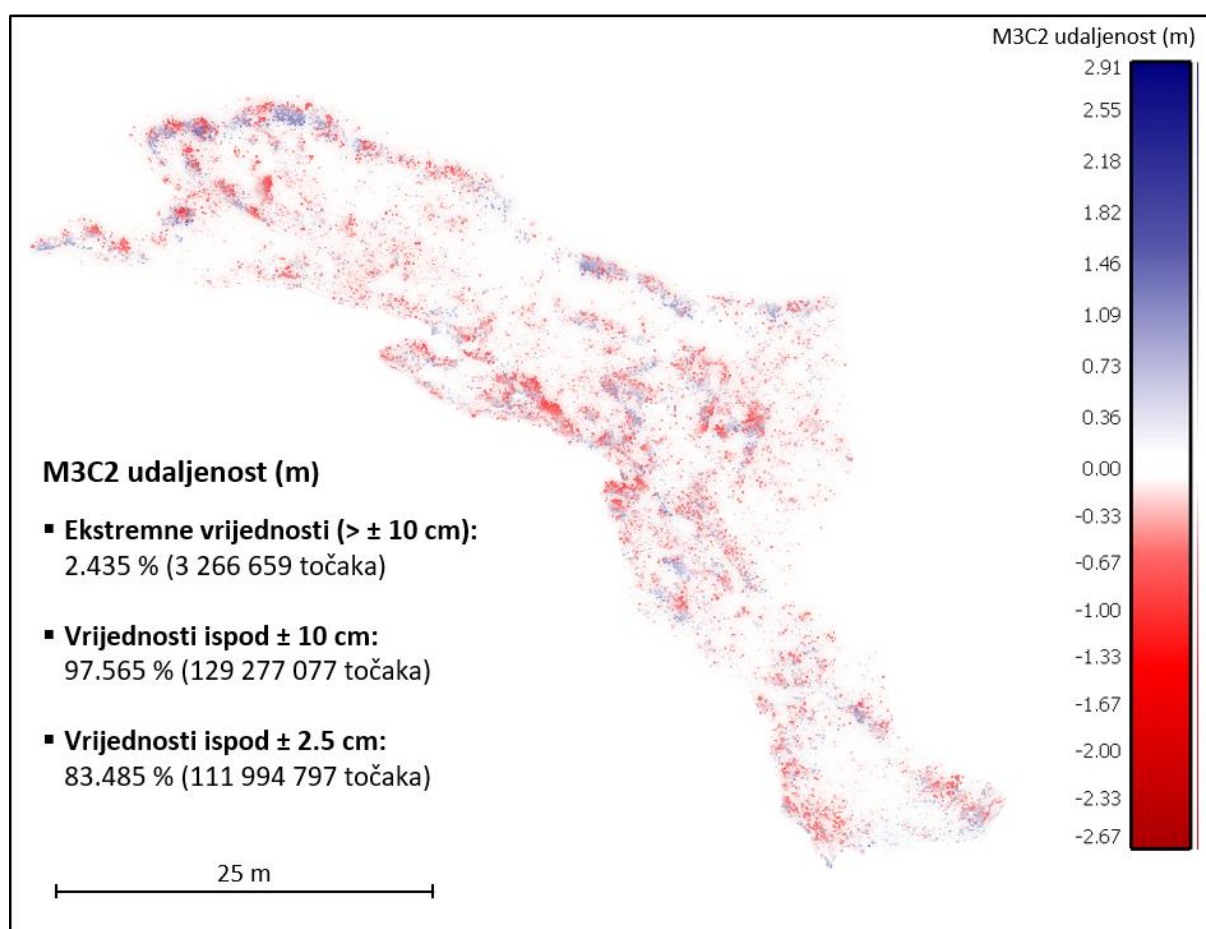 M3C2 udaljenost (m)
2.91
2.55
2.18
1.82
1.46
1.09
0.73
0.36
0.00
-0.33
-0.67
-1.00
-1.33
-1.67
-2.00
-2.33
-2.67
M3C2 udaljenost (m)
▪ Ekstremne vrijednosti (> ± 10 cm):
2.435 % (3 266 659 točaka)
▪ Vrijednosti ispod ± 10 cm:
97.565 % (129 277 077 točaka)
▪ Vrijednosti ispod ± 2.5 cm:
83.485 % (111 994 797 točaka)
25 m